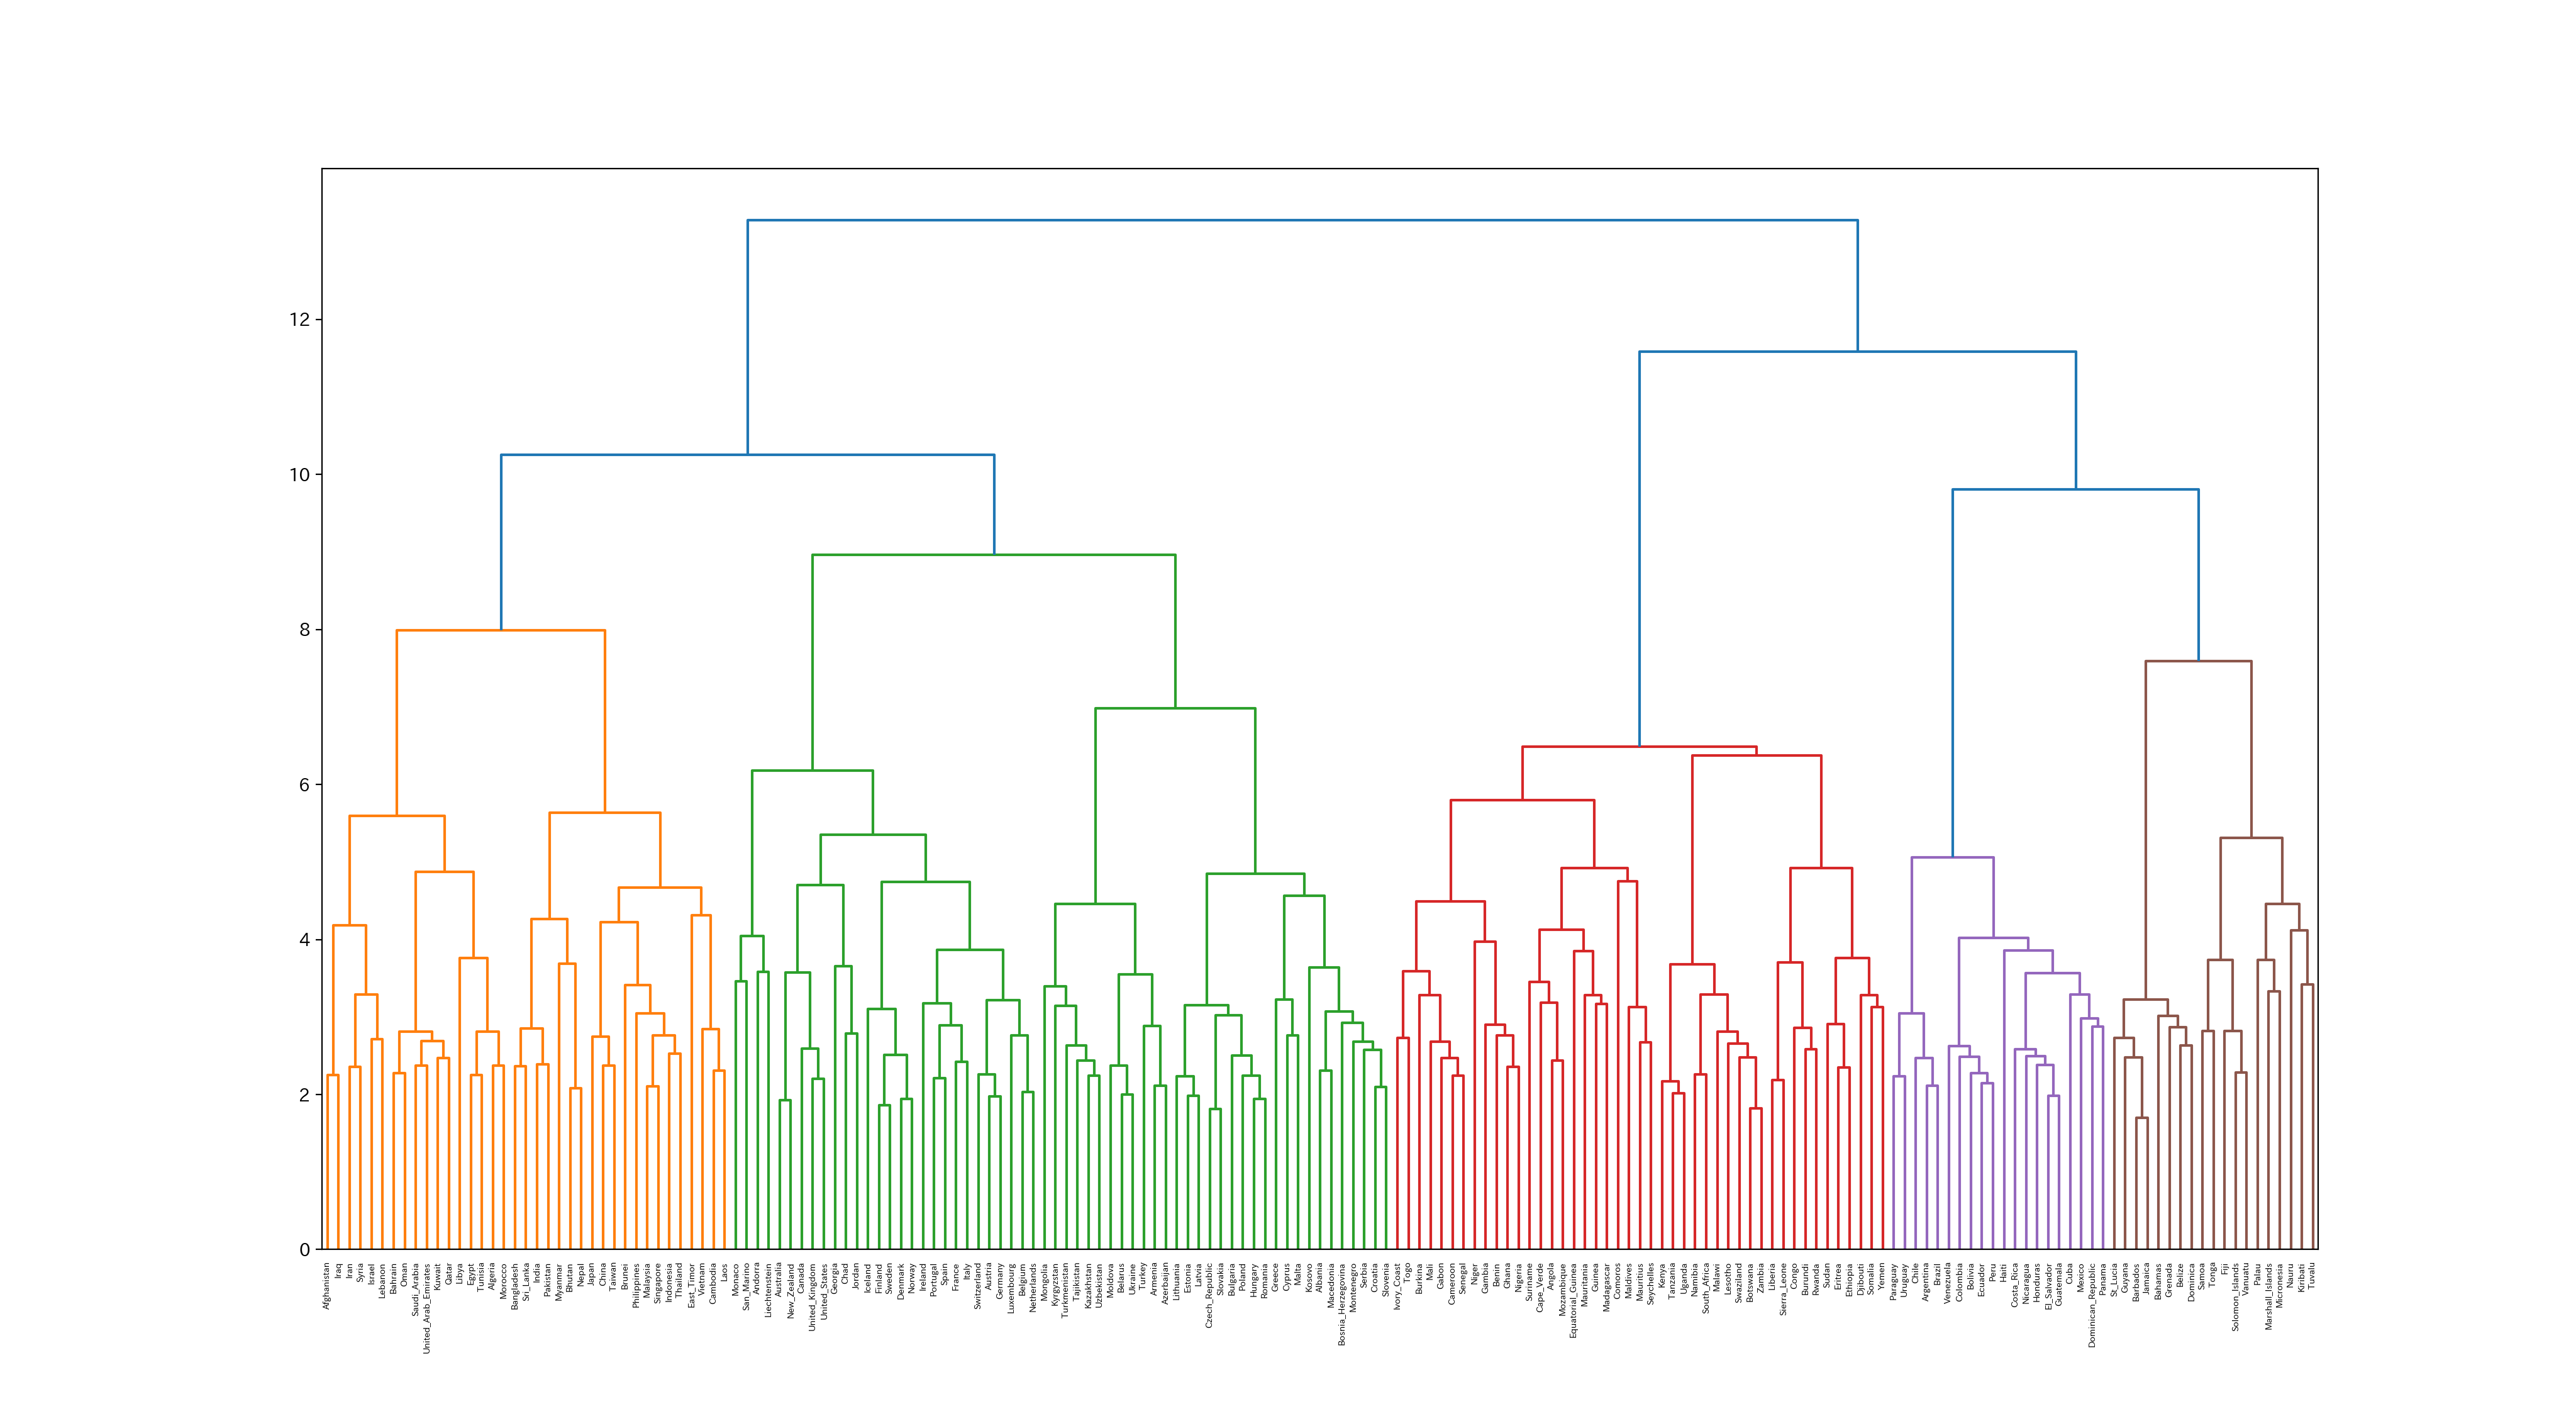 12
10
8
6
4
2
0
Afghanistan
Iraq
Iran
Syria
Israel
Lebanon
Bahrain
Oman
Saudi_Arabia
United_Arab_Emirates
Kuwait
Qatar
Libya
Egypt
Tunisia
Algeria
Morocco
Bangladesh
Sri_Lanka
India
Pakistan
Myanmar
Bhutan
Nepal
Japan
China
Taiwan
Brunei
Philippines
Malaysia
Singapore
Indonesia
Thailand
East_Timor
Vietnam
Cambodia
Laos
Monaco
San_Marino
Andorra
Liechtenstein
Australia
New_Zealand
Canada
United_Kingdom
United_States
Georgia
Chad
Jordan
Iceland
Finland
Sweden
Denmark
Norway
Ireland
Portugal
Spain
France
Italy
Switzerland
Austria
Germany
Luxembourg
Belgium
Netherlands
Mongolia
Kyrgyzstan
Turkmenistan
Tajikistan
Kazakhstan
Uzbekistan
Moldova
Belarus
Ukraine
Turkey
Armenia
Azerbaijan
Lithuania
Estonia
Latvia
Czech_Republic
Slovakia
Bulgaria
Poland
Hungary
Romania
Greece
Cyprus
Malta
Kosovo
Albania
Macedonia
Bosnia_Herzegovina
Montenegro
Serbia
Croatia
Slovenia
Ivory_Coast
Togo
Burkina
Mali
Gabon
Cameroon
Senegal
Niger
Gambia
Benin
Ghana
Nigeria
Suriname
Cape_Verde
Angola
Mozambique
Equatorial_Guinea
Mauritania
Guinea
Madagascar
Comoros
Maldives
Mauritius
Seychelles
Kenya
Tanzania
Uganda
Namibia
South_Africa
Malawi
Lesotho
Swaziland
Botswana
Zambia
Liberia
Sierra_Leone
Congo
Burundi
Rwanda
Sudan
Eritrea
Ethiopia
Djibouti
Somalia
Yemen
Paraguay
Uruguay
Chile
Argentina
Brazil
Venezuela
Colombia
Bolivia
Ecuador
Peru
Haiti
Costa_Rica
Nicaragua
Honduras
El_Salvador
Guatemala
Cuba
Mexico
Dominican_Republic
Panama
St_Lucia
Guyana
Barbados
Jamaica
Bahamas
Grenada
Belize
Dominica
Samoa
Tonga
Fiji
Solomon_Islands
Vanuatu
Palau
Marshall_Islands
Micronesia
Nauru
Kiribati
Tuvalu